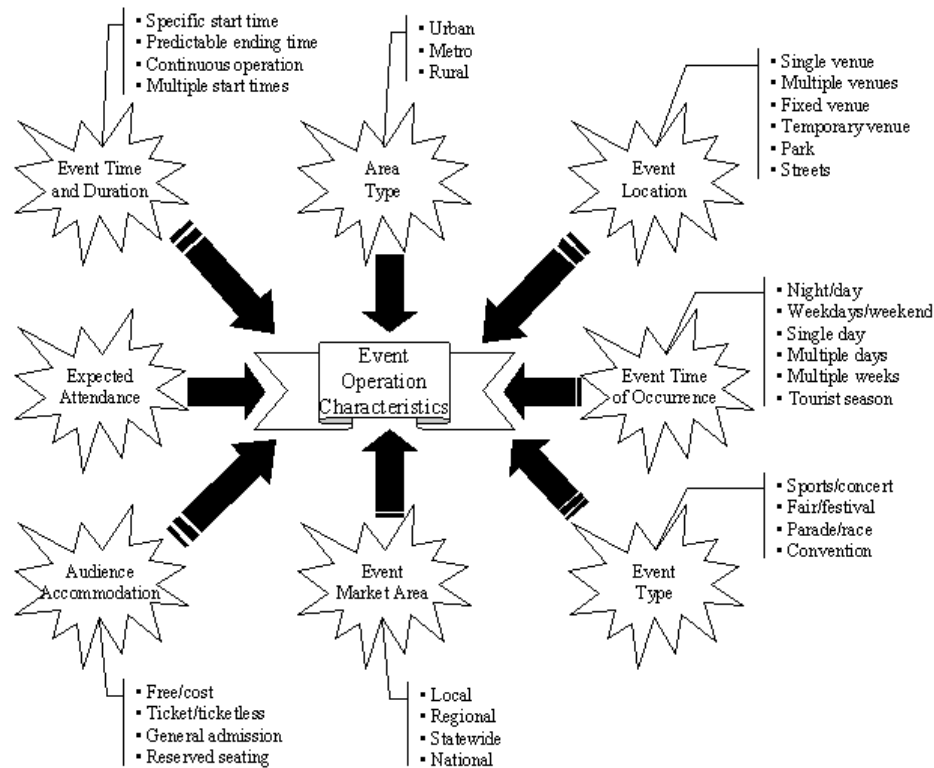 ▪ Specific start time
▪ Predictable ending time
▪ Continuous operation
▪ Multiple start times
Event Time
and Duration
▪ Urban
▪ Metro
▪ Rural
Area
Type
▪ Single venue
▪ Multiple venues
▪ Fixed venue
▪ Temporary venue
▪ Park
▪ Streets
Event
Location
Expected
Attendance
Event
Operation
Characteristics
▪ Night/day
▪ Weekdays/weekend
▪ Single day
▪ Multiple days
▪ Multiple weeks
▪ Tourist season
Event Time
of Occurrence
Audience
Accommodation
▪ Free/cost
▪ Ticket/ticketless
▪ General admission
▪ Reserved seating
Event
Market Area
▪ Local
▪ Regional
▪ Statewide
▪ National
▪ Sports/concert
▪ Fair/festival
▪ Parade/race
▪ Convention
Event
Type